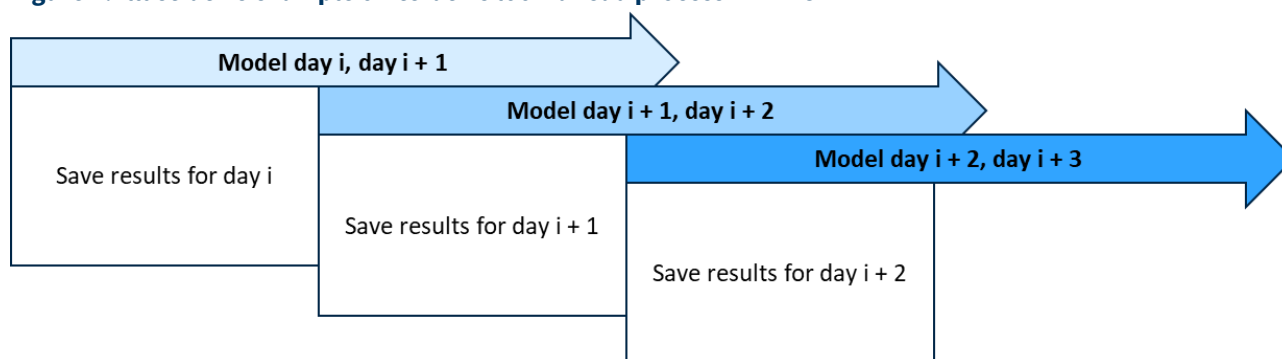 Model day i, day i + 1
Model day i + 1, day i + 2
Model day i + 2, day i + 3
Save results for day i
Save results for day i + 1
Save results for day i + 2